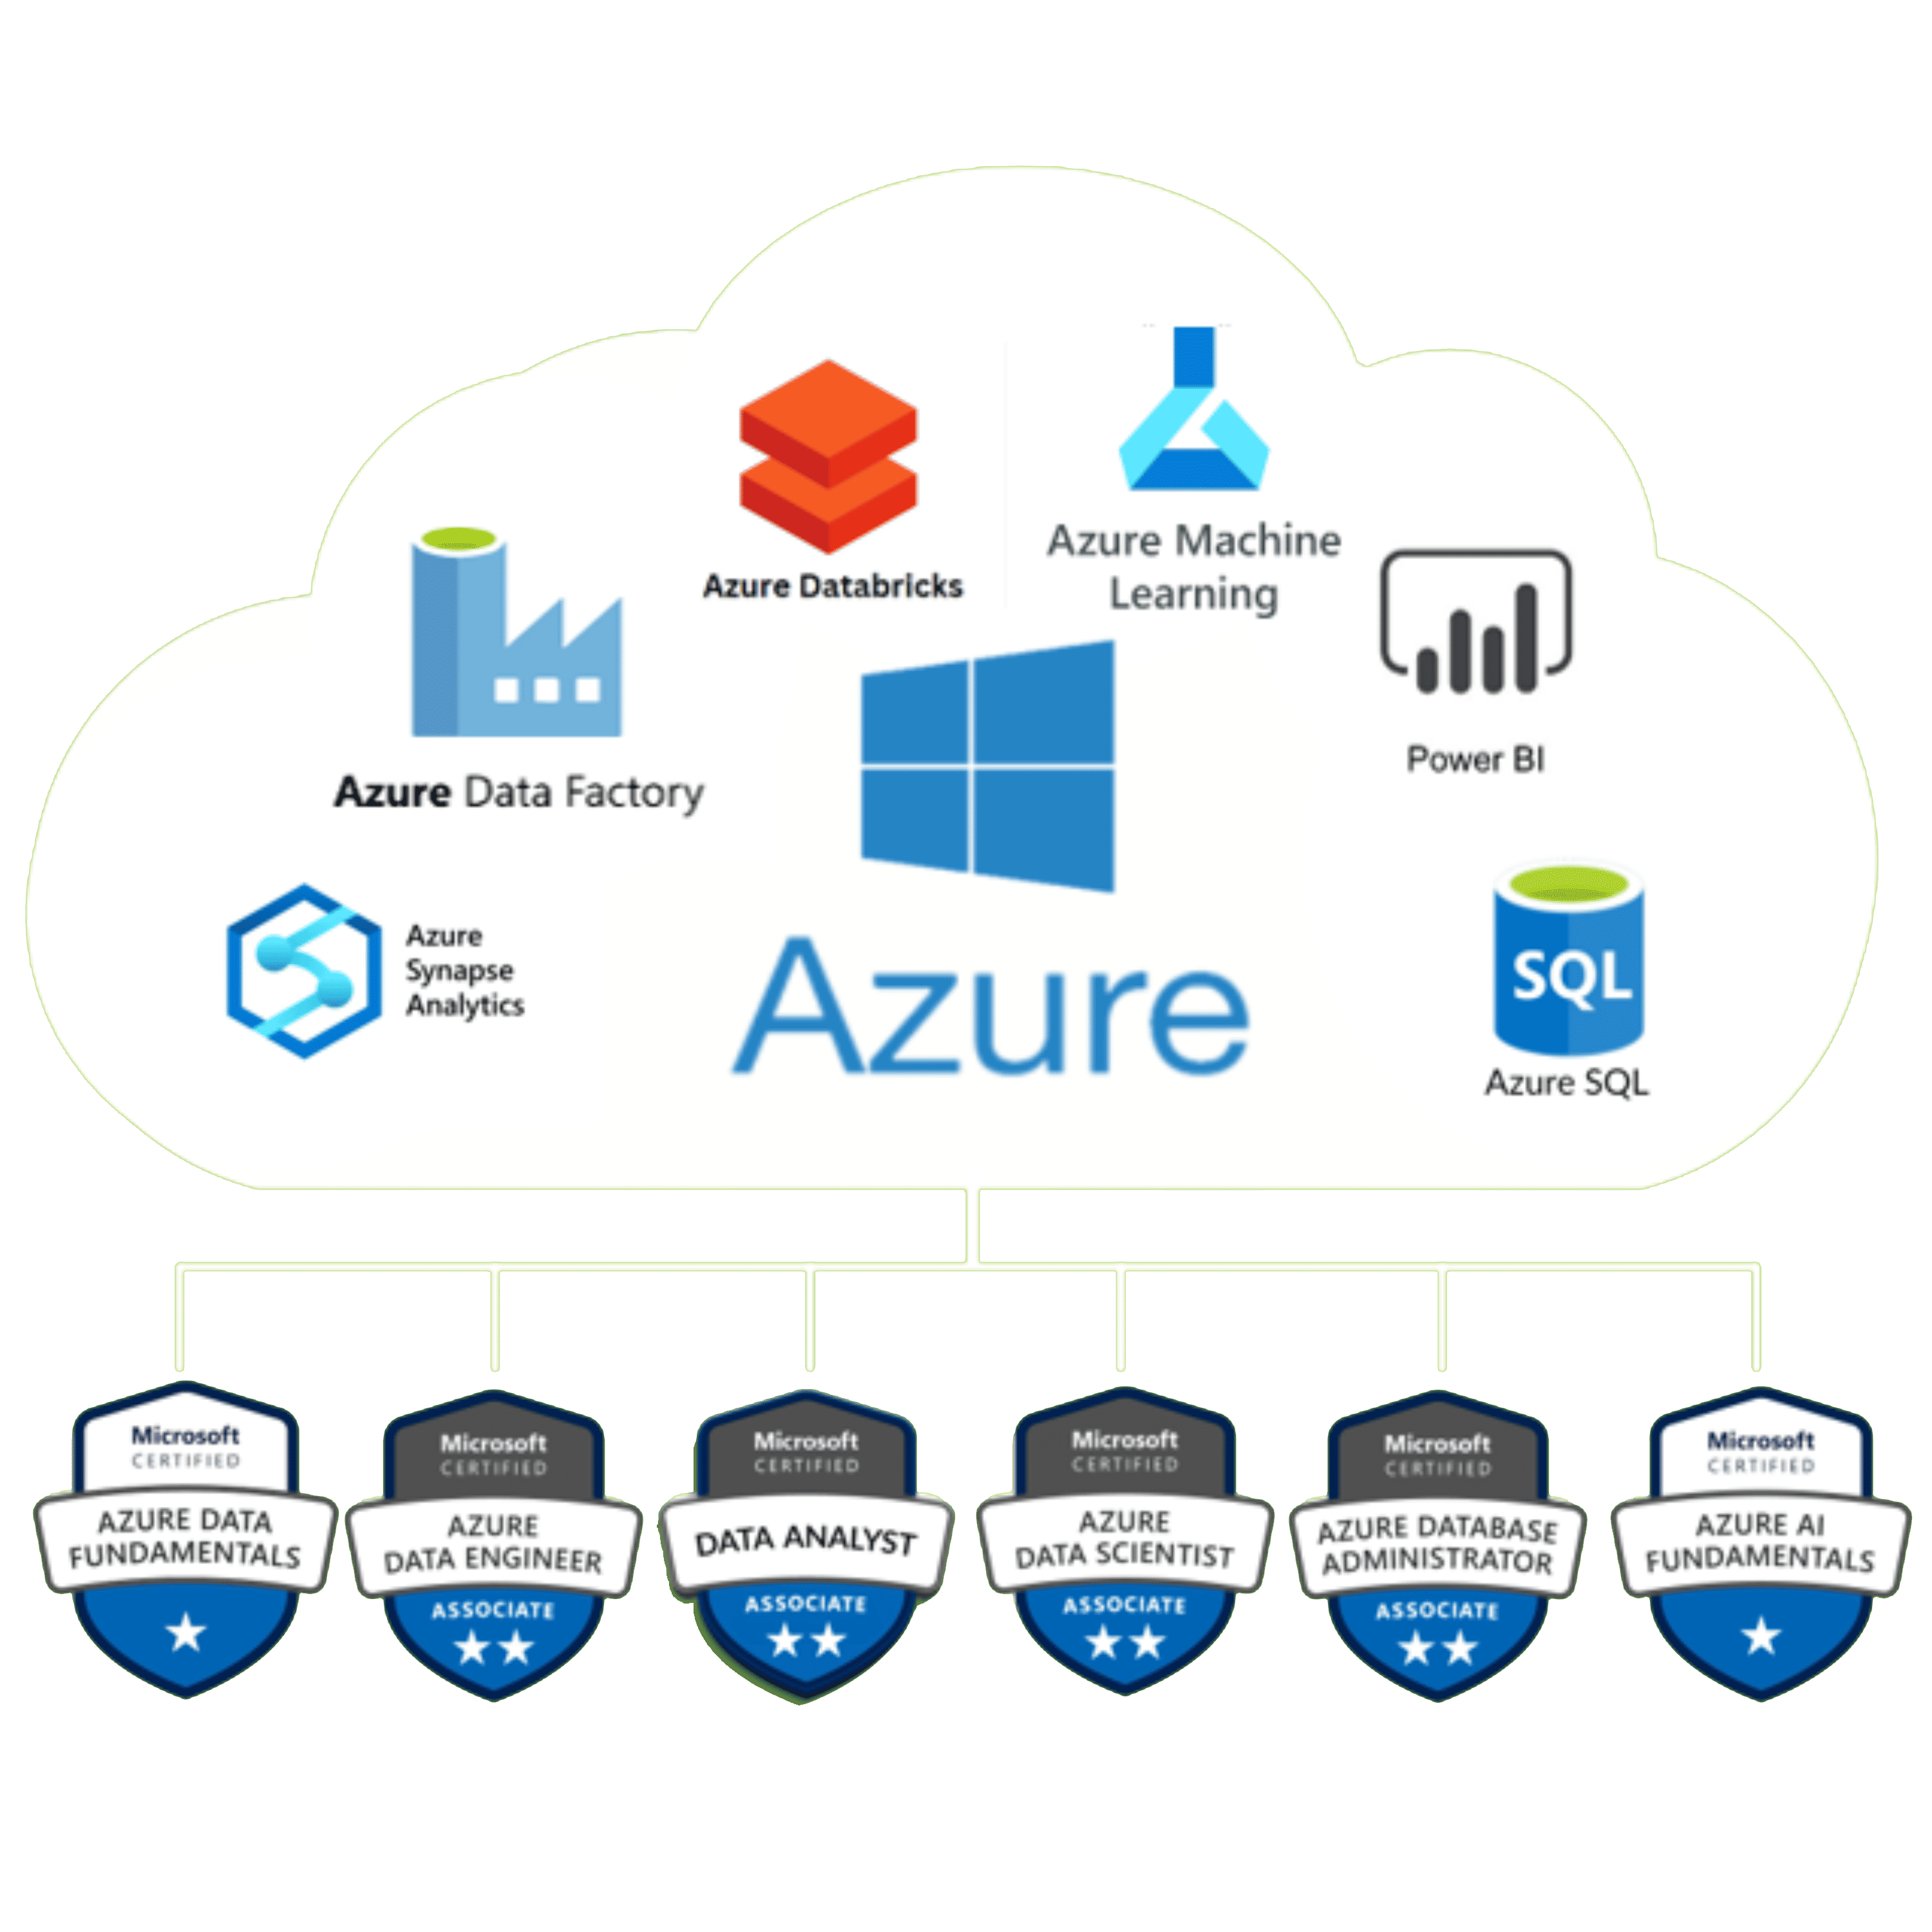 Azure Databricks
Azure Machine
Learning
Azure Data Factory
Power BI
Azure
Synapse
Analytics
Azure
SQL
Azure SQL
Microsoft
CERTIFIED
AZURE DATA
FUNDAMENTALS
Microsoft
CERTIFIED
AZURE
DATA ENGINEER
ASSOCIATE
Microsoft
CERTIFIED
DATA ANALYST
ASSOCIATE
Microsoft
CERTIFIED
AZURE
DATA SCIENTIST
ASSOCIATE
Microsoft
CERTIFIED
AZURE DATABASE
ADMINISTRATOR
ASSOCIATE
Microsoft
CERTIFIED
AZURE AI
FUNDAMENTALS